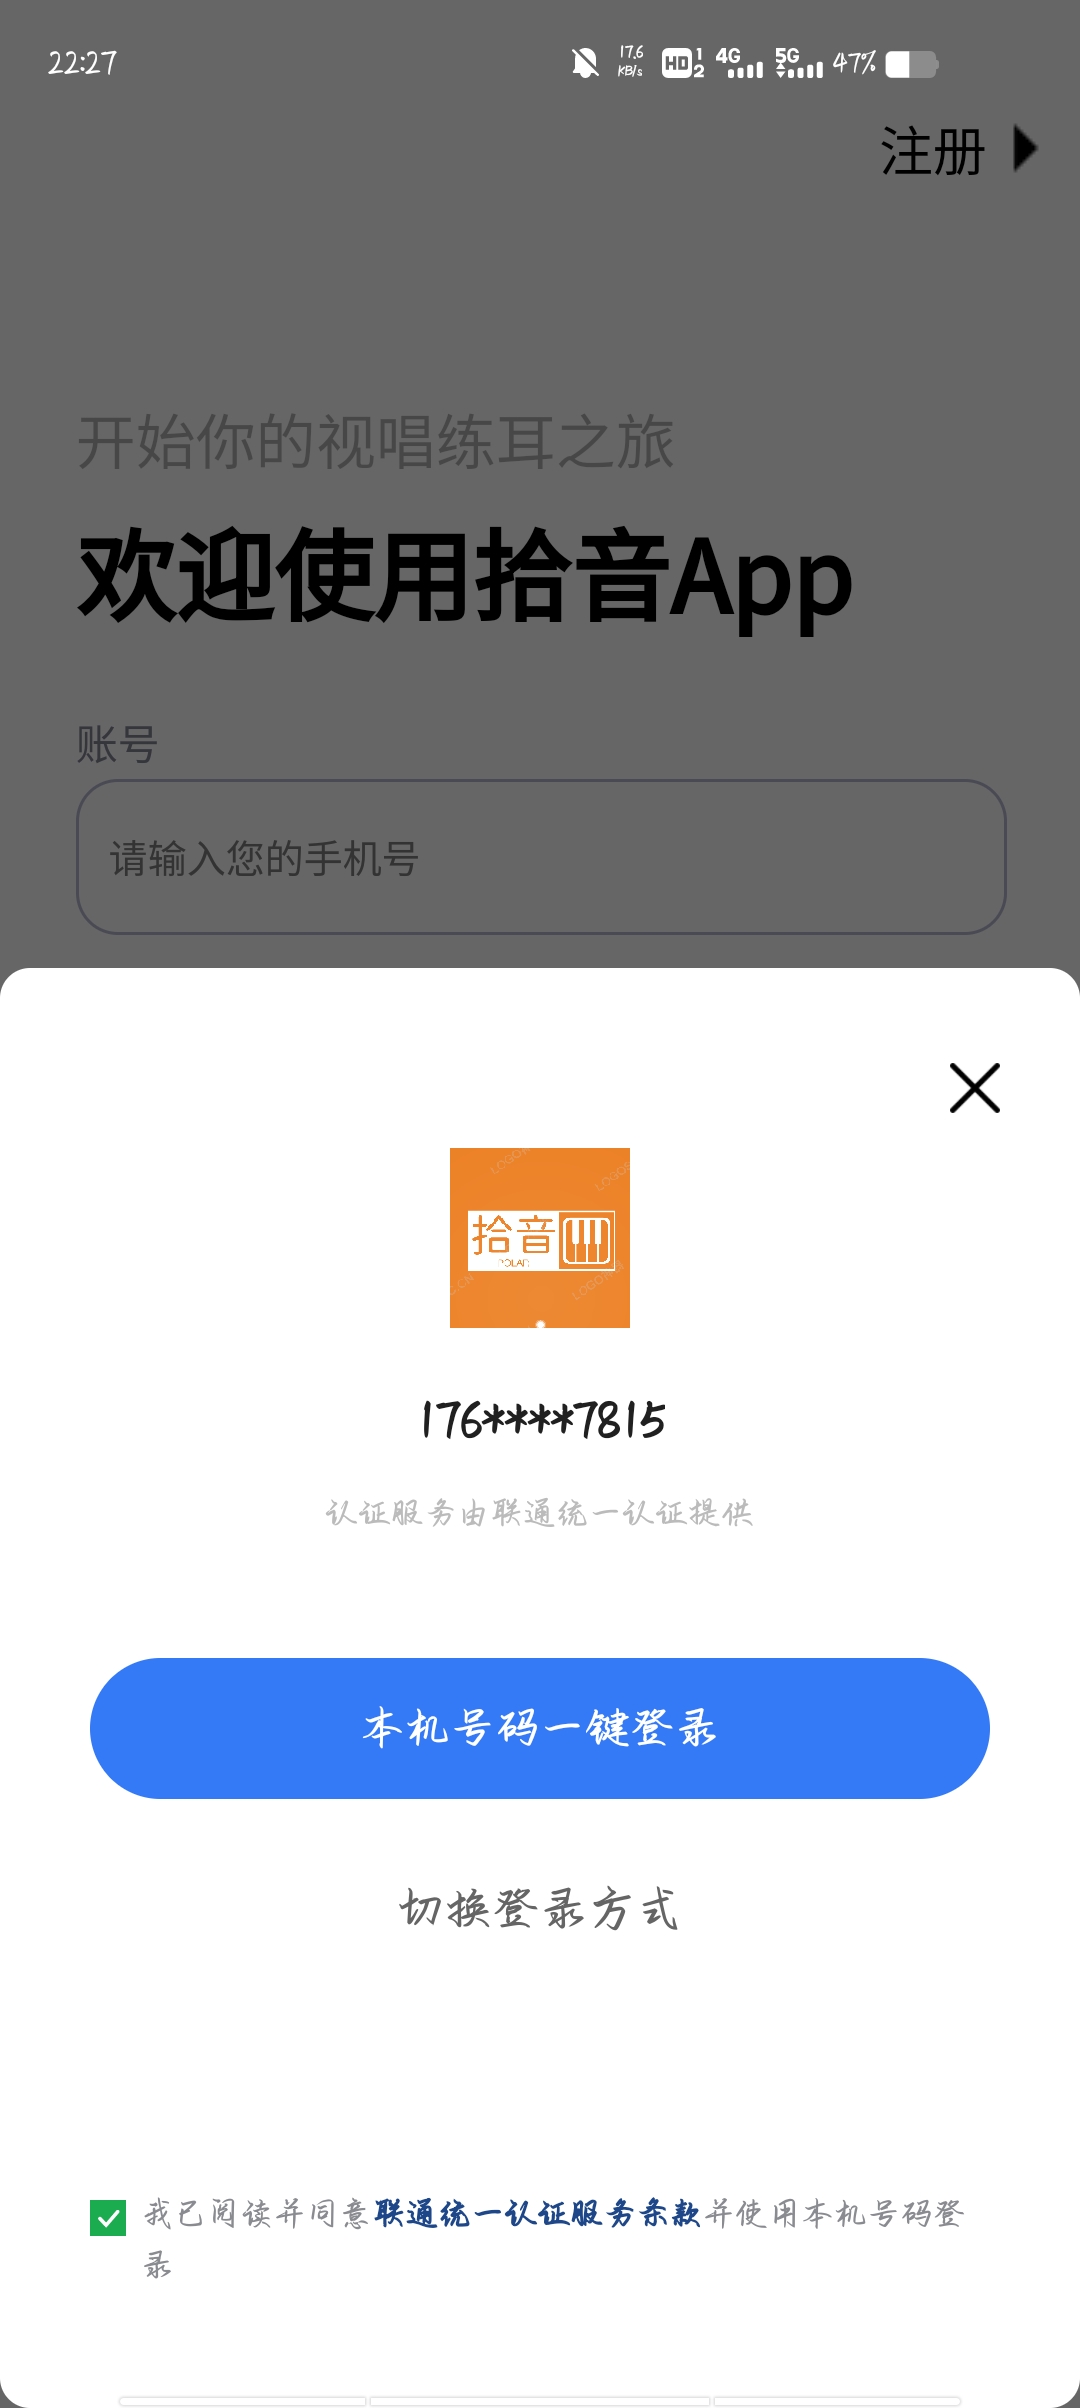 22:27
17.6
KB/s
HD 1 2
4G
5G
47%
注册
开始你的视唱练耳之旅
欢迎使用拾音App
账号
请输入您的手机号
拾音
176****7815
认证服务由联通统一认证提供
本机号码一键登录
切换登录方式
我已阅读并同意联通统一认证服务条款并使用本机号码登
录